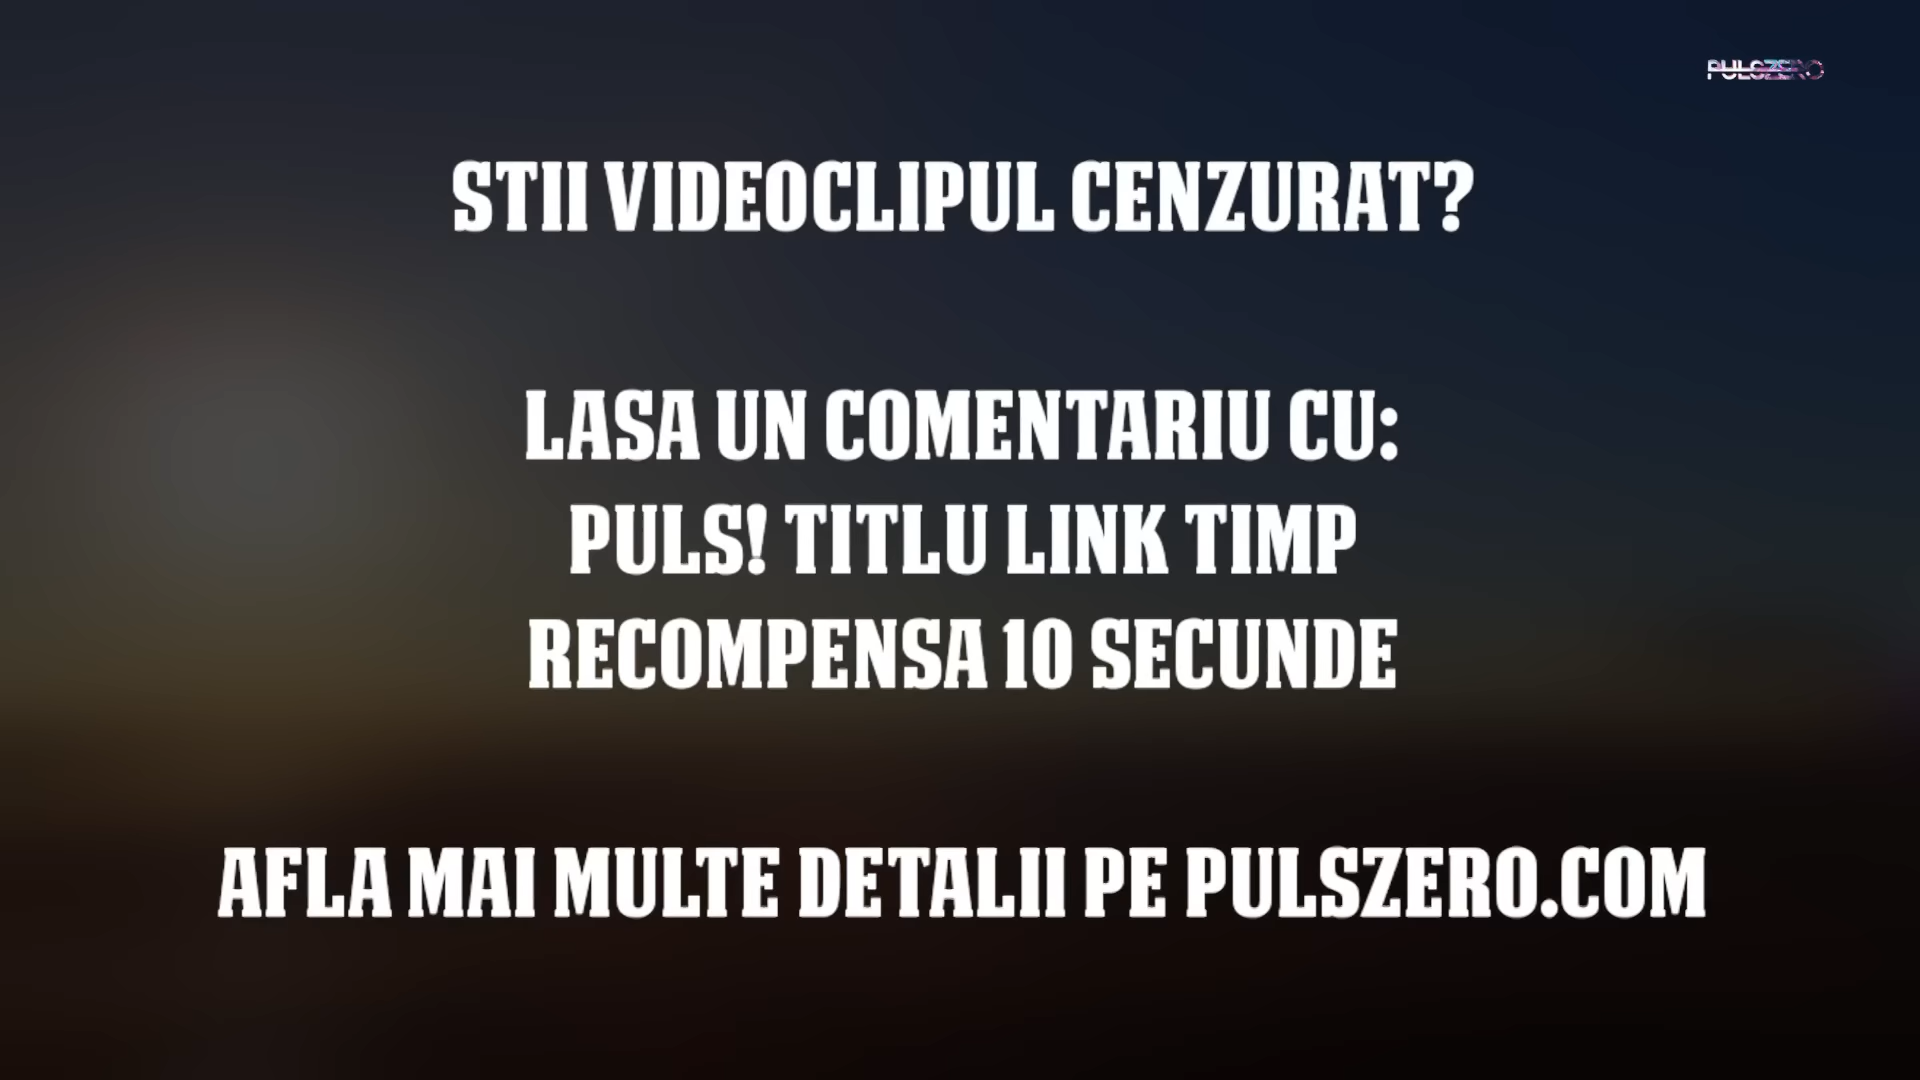 PULSZERO
STII VIDEOCLIPUL CENZURAT?
LASA UN COMENTARIU CU:
PULS! TITLU LINK TIMP
RECOMPENSA 10 SECUNDE
AFLA MAI MULTE DETALII PE PULSZERO.COM